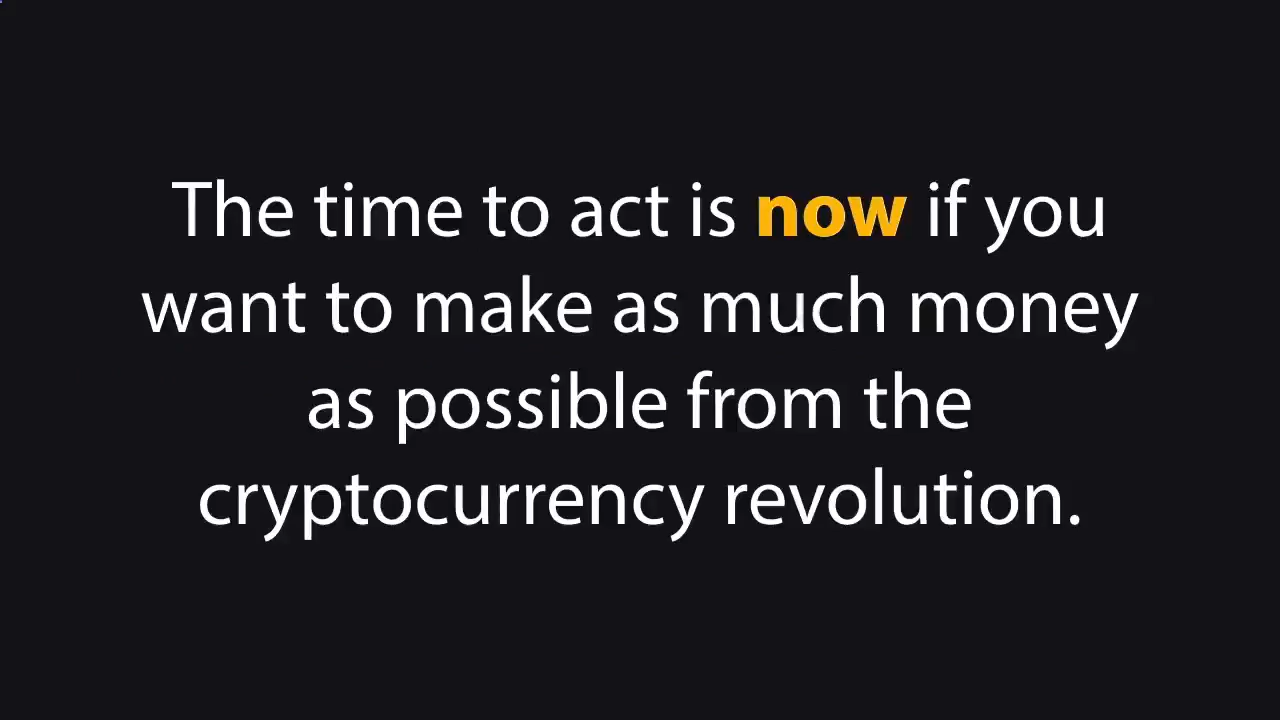 The time to act is now if you
want to make as much money
as possible from the
cryptocurrency revolution.